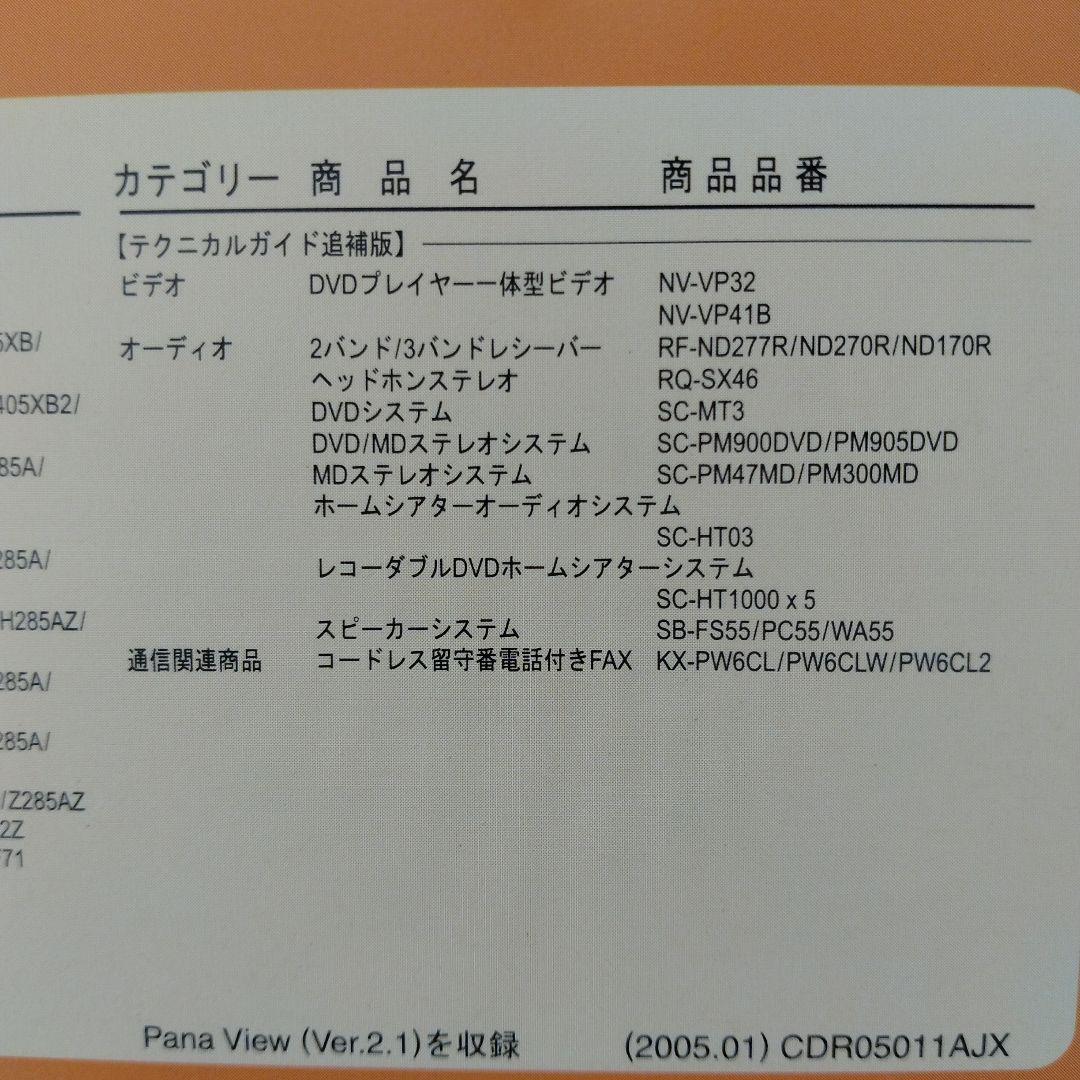 カテゴリー 商品名 商品品番
【テクニカルガイド追補版】
ビデオ DVDプレイヤー一体型ビデオ NV-VP32
NV-VP41B
オーディオ 2バンド/3バンドレシーバー RF-ND277R/ND270R/ND170R
ヘッドホンステレオ RQ-SX46
DVDシステム SC-MT3
DVD/MDステレオシステム SC-PM900DVD/PM905DVD
MDステレオシステム SC-PM47MD/PM300MD
ホームシアターオーディオシステム
SC-HT03
レコーダブルDVDホームシアターシステム
SC-HT1000 x 5
スピーカーシステム SB-FS55/PC55/WA55
通信関連商品 コードレス留守番電話付きFAX KX-PW6CL/PW6CLW/PW6CL2
5XB/
405XB2/
85A/
285A/
H285AZ/
285A/
285A/
/Z285AZ
2Z
F71
Pana View (Ver.2.1)を収録 (2005.01) CDR05011AJX